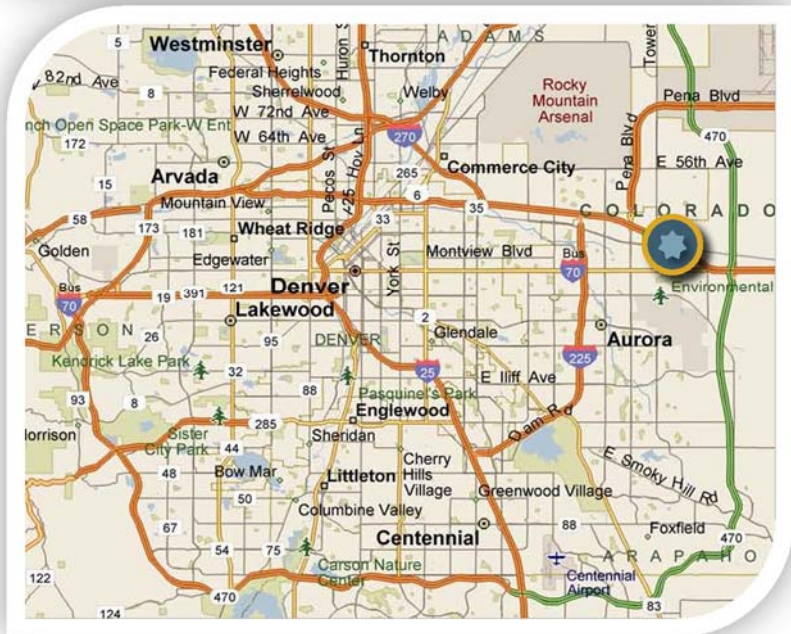 5
Westminster
Huron S
Thornton
ADAMS
Tower
82nd Ave
Federal Heights
Sherrelwood
8
Welby
Rocky
Mountain
Arsenal
Pena Blvd
W 72nd Ave
nch Open Space Park-W Ent
W 64th Ave
172
270
470
Pena Blvd
E 56th Ave
Pecos St
I-25 Hov Ln
Commerce City
Arvada
265
15
6
Mountain View
35
COLORADO
58
173
181
33
Wheat Ridge
Golden
Edgewater
York St
Montview Blvd
Bus
70
Environmental
Denver
Bus
70
19
391
121
Lakewood
2
ERSON
26
95
DENVER
Glendale
Aurora
225
Kendrick Lake Park
32
25
E Iliff Ave
88
Pasquinel's Park
93
8
Englewood
Dam Rd
285
orrison
Sister
City Park
Sheridan
44
E Smoky Hill Rd
48
Bow Mar
Littleton
Cherry
Hills
Village
50
Greenwood Village
Columbine Valley
67
Centennial
88
Foxfield
54
75
470
ARAPAHO
Carson Nature
Center
Centennial
Airport
122
470
83
124